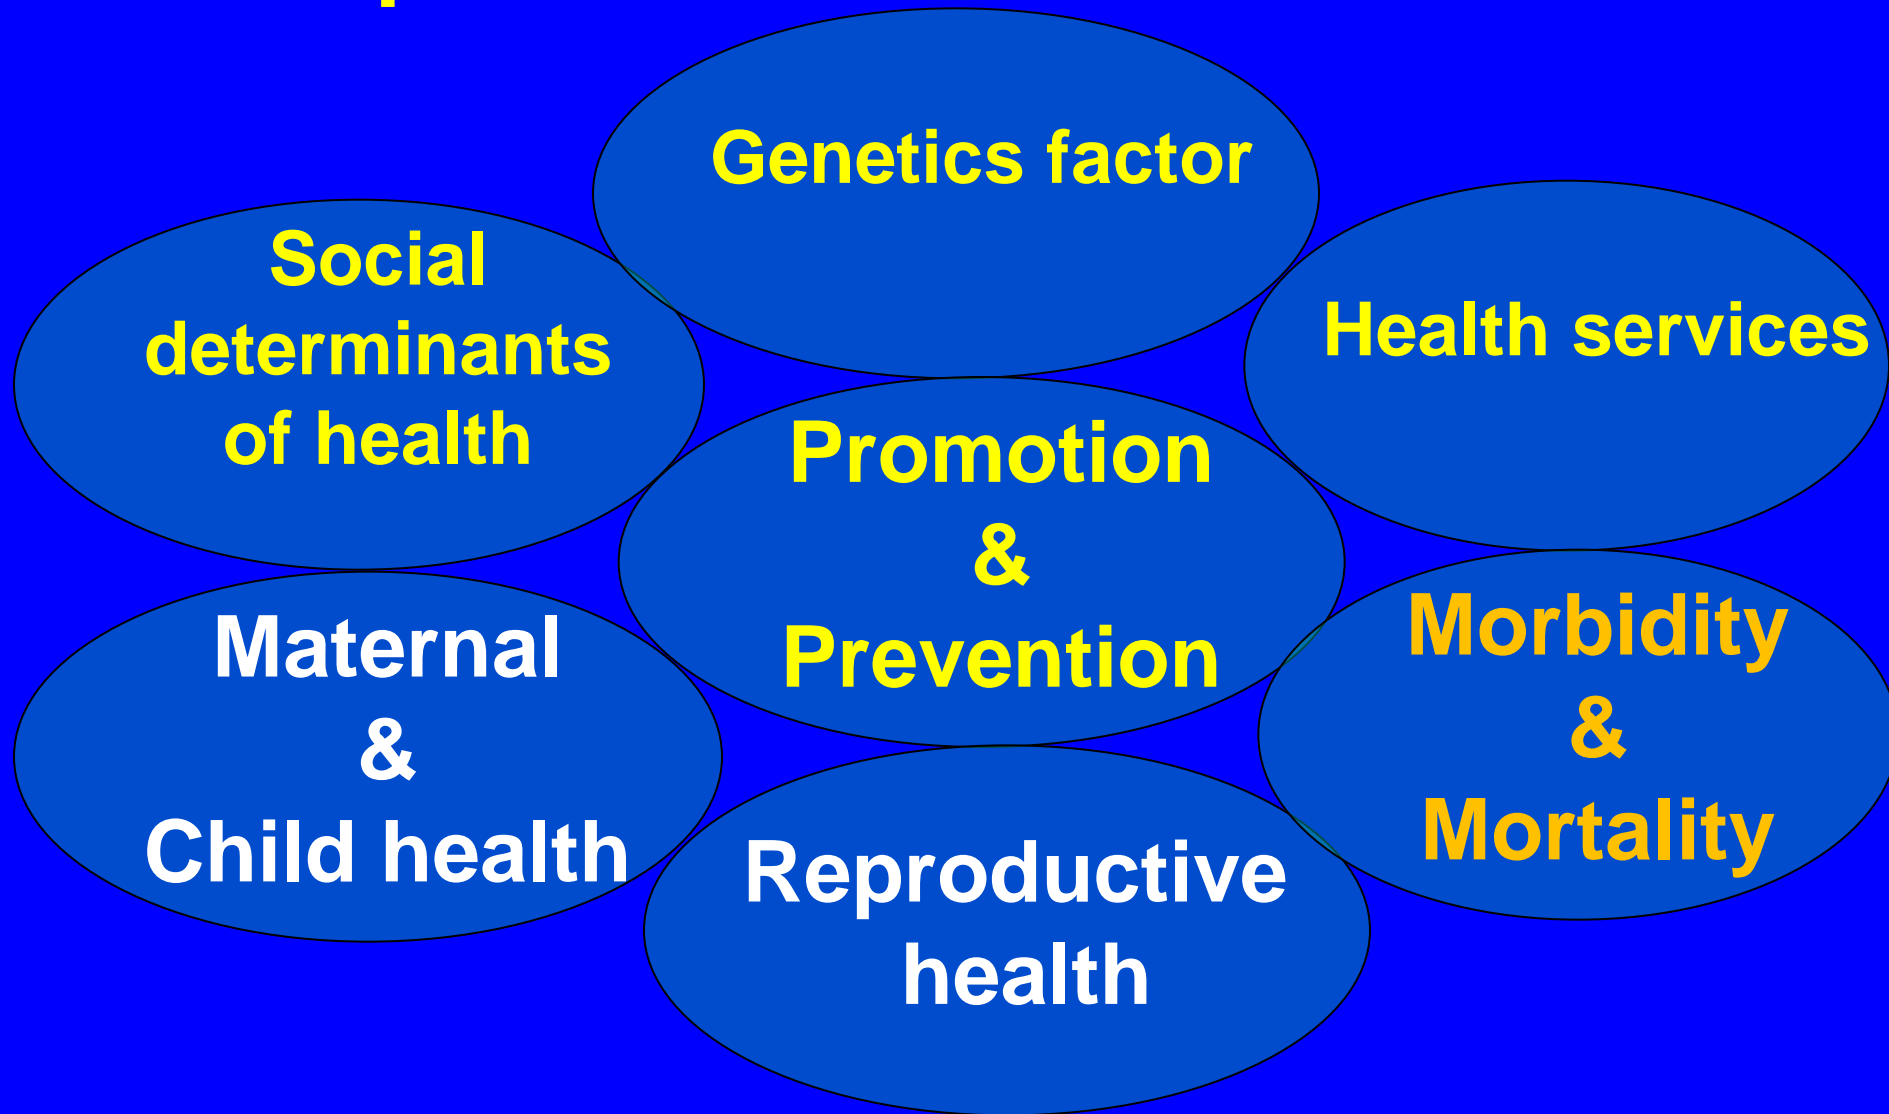 Genetics factor
Social
determinants
of health
Health services
Promotion
&
Prevention
Maternal
&
Child health
Morbidity
&
Mortality
Reproductive
health